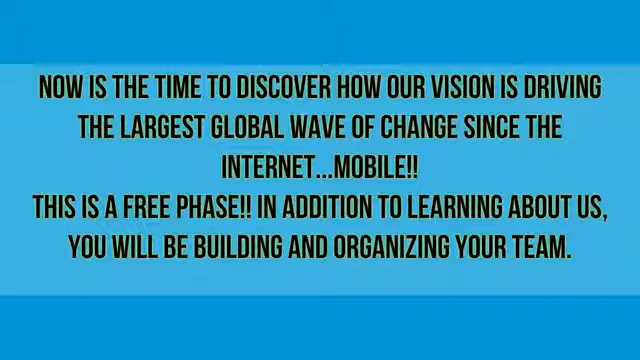 NOW IS THE TIME TO DISCOVER HOW OUR VISION IS DRIVING
THE LARGEST GLOBAL WAVE OF CHANGE SINCE THE
INTERNET...MOBILE!!
THIS IS A FREE PHASE!! IN ADDITION TO LEARNING ABOUT US,
YOU WILL BE BUILDING AND ORGANIZING YOUR TEAM.